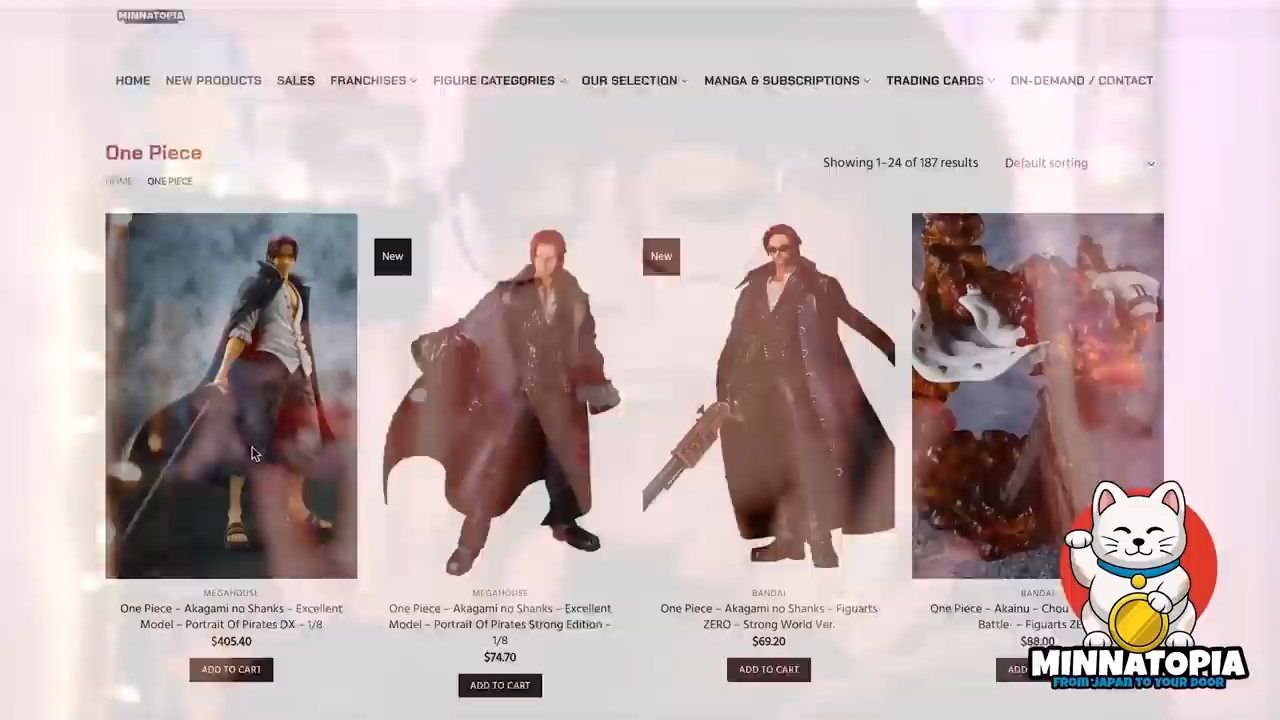 MINNATOPIA
HOME NEW PRODUCTS SALES FRANCHISES FIGURE CATEGORIES OUR SELECTION MANGA & SUBSCRIPTIONS TRADING CARDS ON-DEMAND / CONTACT
One Piece
Showing 1–24 of 187 results Default sorting
HOME ONE PIECE
New
New
MEGAHOUSE
One Piece – Akagami no Shanks – Excellent
Model – Portrait Of Pirates DX – 1/8
$405.40
ADD TO CART
MEGAHOUSE
One Piece – Akagami no Shanks – Excellent
Model – Portrait Of Pirates Strong Edition –
1/8
$74.70
ADD TO CART
BANDAI
One Piece – Akagami no Shanks – Figuarts
ZERO – Strong World Ver.
$69.20
ADD TO CART
BANDAI
One Piece – Akainu – Chou
Battle- – Figuarts ZE
$88.00
ADD
MINNATOPIA
FROM JAPAN TO YOUR DOOR